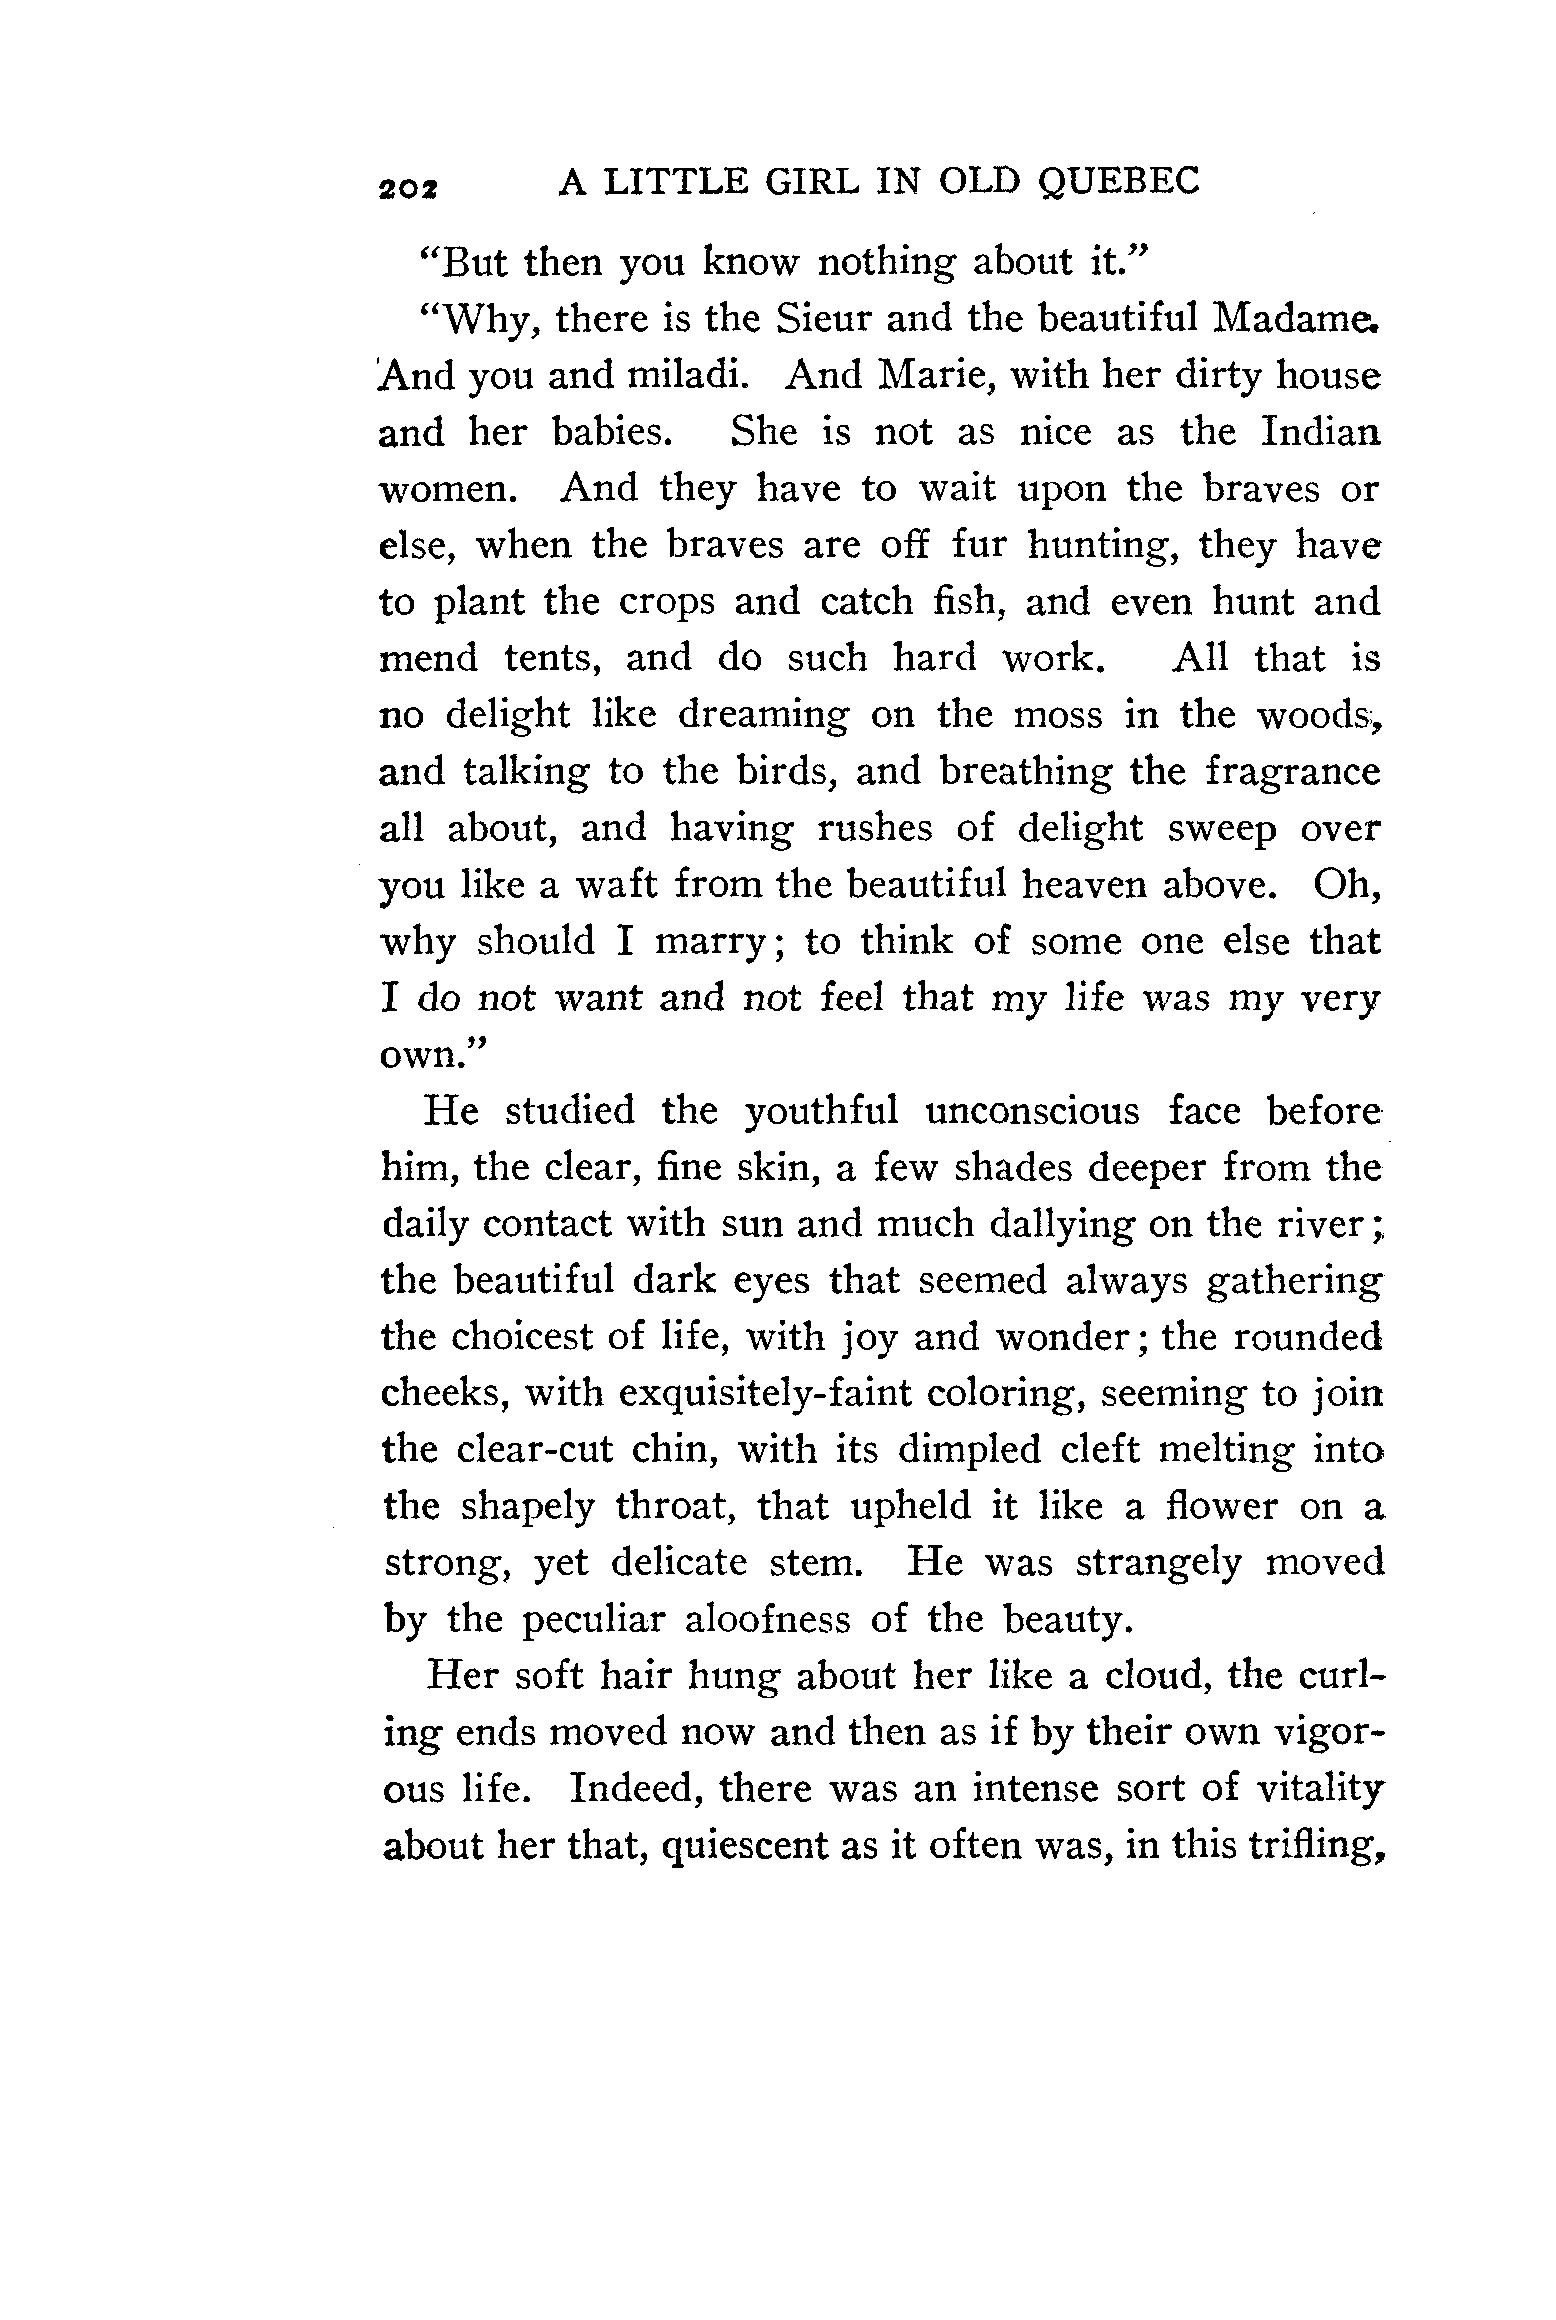 202 A LITTLE GIRL IN OLD QUEBEC
"But then you know nothing about it."
"Why, there is the Sieur and the beautiful Madame.
And you and miladi. And Marie, with her dirty house
and her babies. She is not as nice as the Indian
women. And they have to wait upon the braves or
else, when the braves are off fur hunting, they have
to plant the crops and catch fish, and even hunt and
mend tents, and do such hard work. All that is
no delight like dreaming on the moss in the woods,
and talking to the birds, and breathing the fragrance
all about, and having rushes of delight sweep over
you like a waft from the beautiful heaven above. Oh,
why should I marry; to think of some one else that
I do not want and not feel that my life was my very
own."
He studied the youthful unconscious face before
him, the clear, fine skin, a few shades deeper from the
daily contact with sun and much dallying on the river;
the beautiful dark eyes that seemed always gathering
the choicest of life, with joy and wonder; the rounded
cheeks, with exquisitely-faint coloring, seeming to join
the clear-cut chin, with its dimpled cleft melting into
the shapely throat, that upheld it like a flower on a
strong, yet delicate stem. He was strangely moved
by the peculiar aloofness of the beauty.
Her soft hair hung about her like a cloud, the curl-
ing ends moved now and then as if by their own vigor-
ous life. Indeed, there was an intense sort of vitality
about her that, quiescent as it often was, in this trifling,